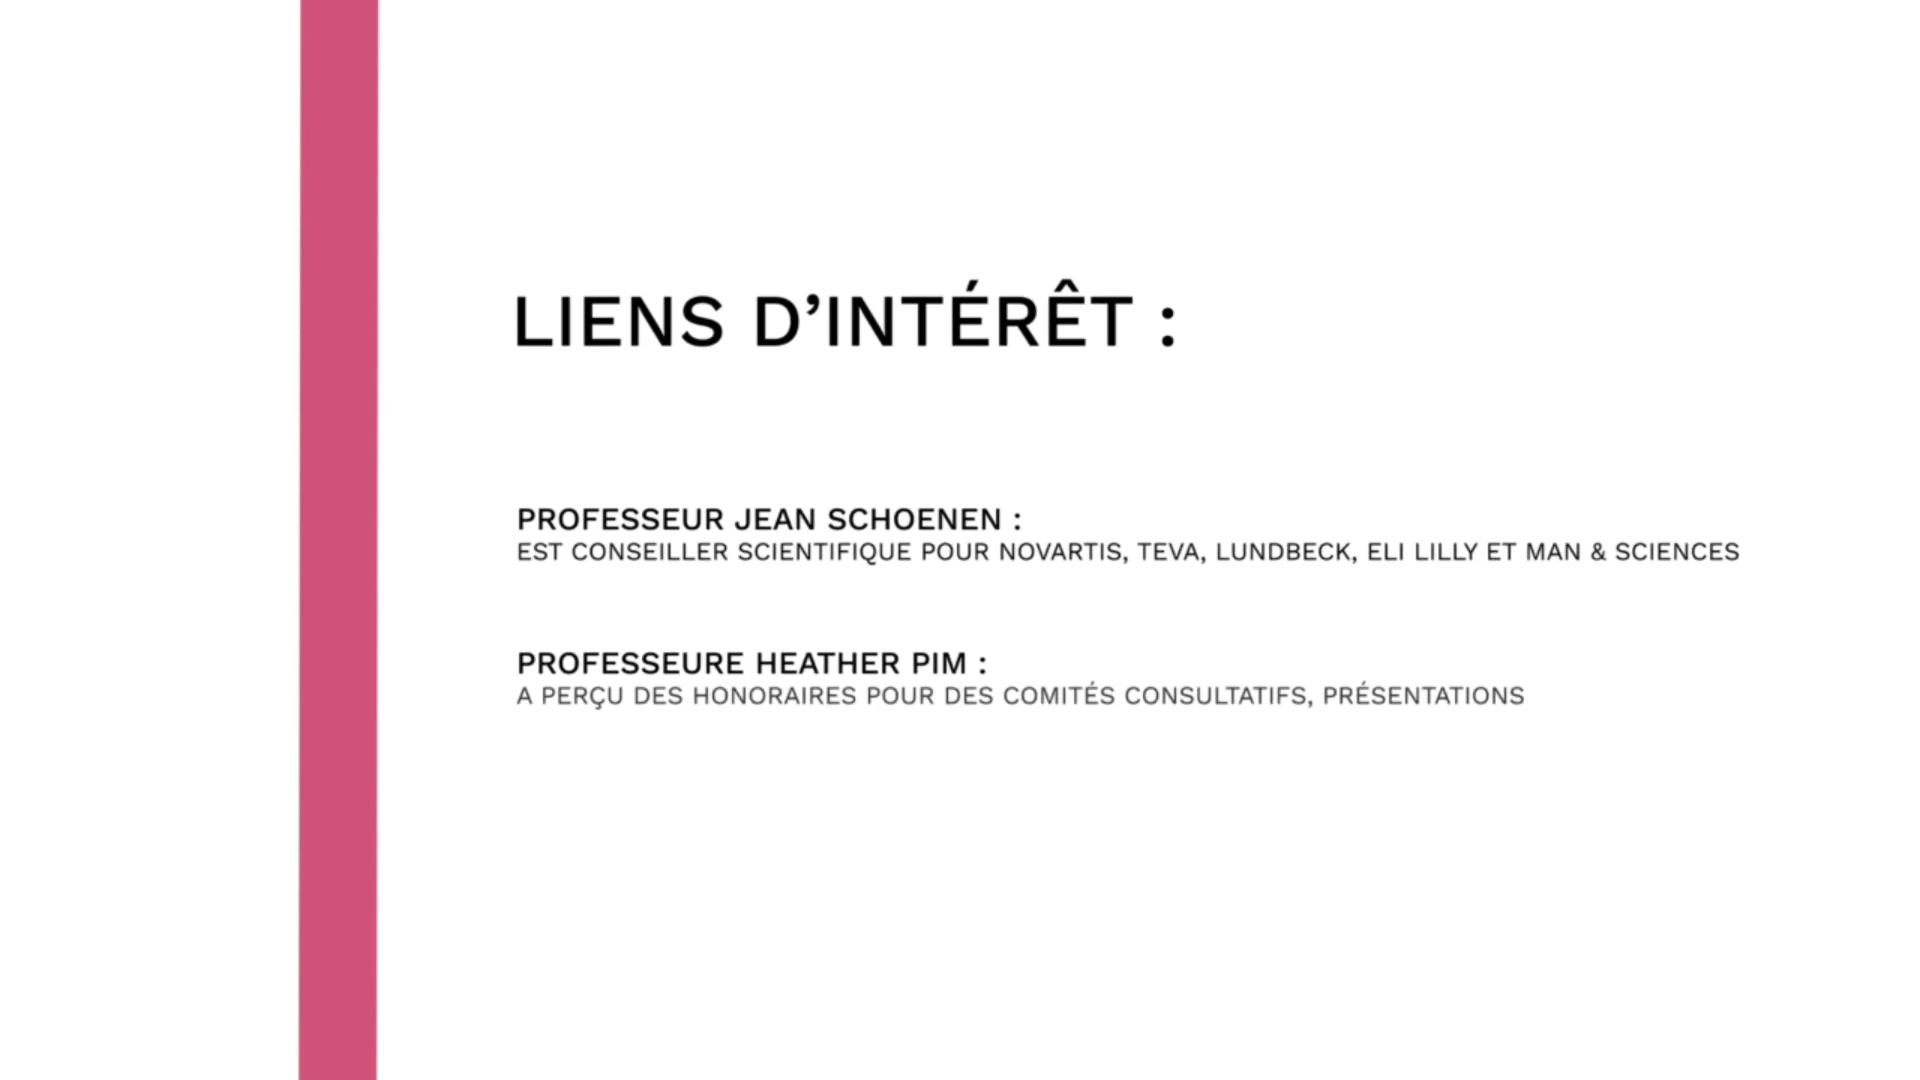 LIENS D’INTÉRÊT :
PROFESSEUR JEAN SCHOENEN :
EST CONSEILLER SCIENTIFIQUE POUR NOVARTIS, TEVA, LUNDBECK, ELI LILLY ET MAN & SCIENCES
PROFESSEURE HEATHER PIM :
A PERÇU DES HONORAIRES POUR DES COMITÉS CONSULTATIFS, PRÉSENTATIONS